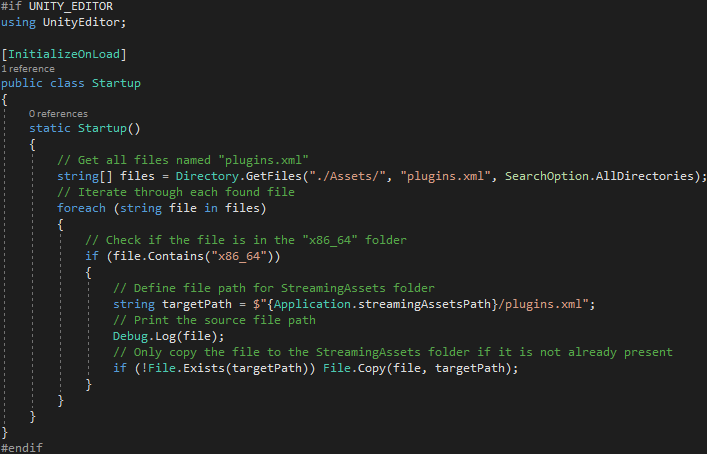 #if UNITY_EDITOR
using UnityEditor;
[InitializeOnLoad]
1 reference
public class Startup
{
0 references
static Startup()
{
// Get all files named "plugins.xml"
string[] files = Directory.GetFiles("./Assets/", "plugins.xml", SearchOption.AllDirectories);
// Iterate through each found file
foreach (string file in files)
{
// Check if the file is in the "x86_64" folder
if (file.Contains("x86_64"))
{
// Define file path for StreamingAssets folder
string targetPath = $"{Application.streamingAssetsPath}/plugins.xml";
// Print the source file path
Debug.Log(file);
// Only copy the file to the StreamingAssets folder if it is not already present
if (!File.Exists(targetPath)) File.Copy(file, targetPath);
}
}
}
}
#endif